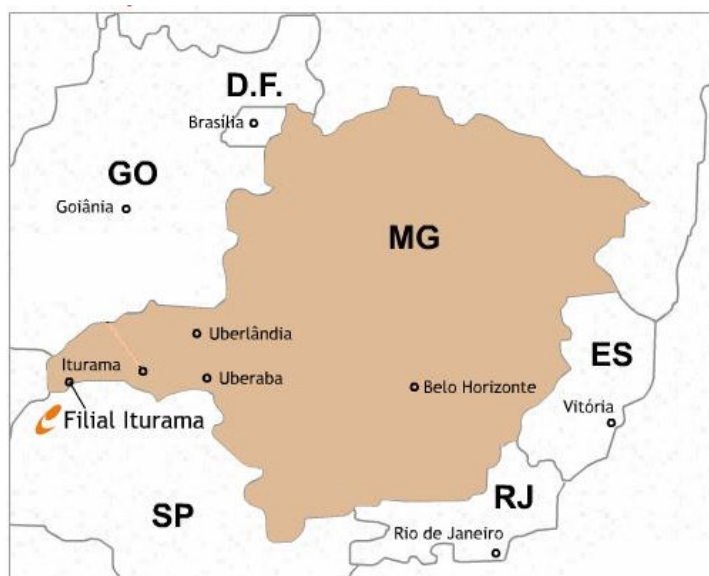 D.F.
Brasília
GO
Goiânia
MG
Uberlândia
Iturama
Uberaba
Belo Horizonte
ES
Vitória
Filial Iturama
SP
RJ
Rio de Janeiro